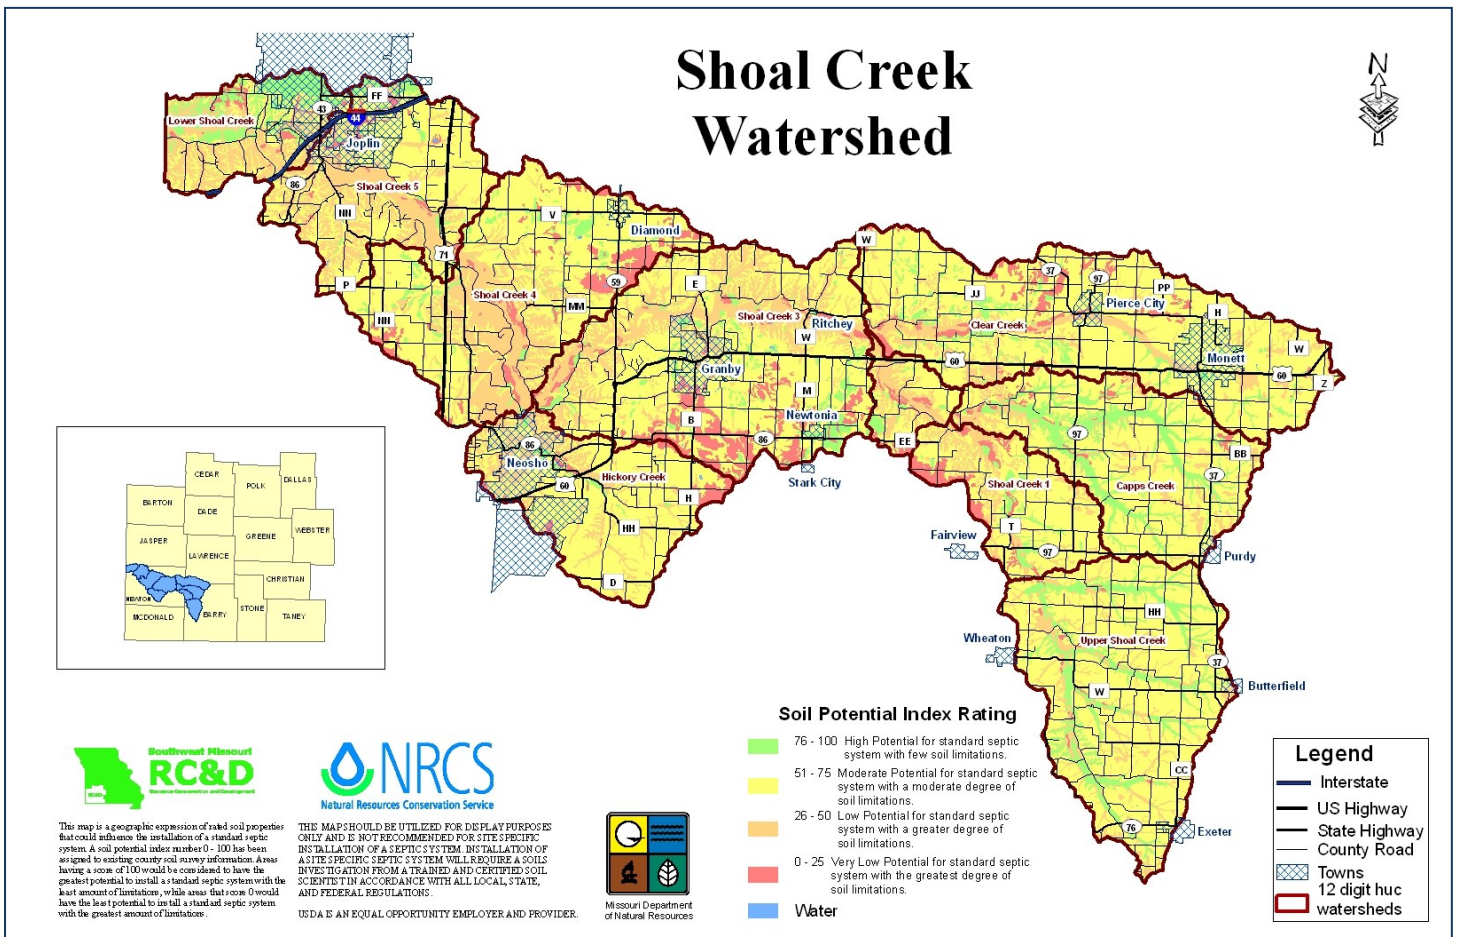 Shoal Creek
Watershed
N
FF
43
44
Lower Shoal Creek
Joplin
86
Shoal Creek 5
NN
V
Diamond
71
W
P
59
E
37
97
PP
Shoal Creek 4
MM
JJ
Pierce City
NN
Shoal Creek 3
Ritchey
Clear Creek
H
W
Monett
W
Granby
60
60
Z
M
Newtonia
B
86
EE
97
BB
86
Neosho
Hickory Creek
60
Stark City
Shoal Creek 1
Capps Creek
37
H
HH
T
Fairview
97
Purdy
D
HH
Wheaton
Upper Shoal Creek
37
W
Butterfield
CC
76
Exeter
CEDAR
POLK
DALLAS
BARTON
DADE
GREENE
WEBSTER
JASPER
LAWRENCE
CHRISTIAN
NEWTON
STONE
MCDONALD
BARRY
TANEY
Soil Potential Index Rating
76 - 100 High Potential for standard septic
system with few soil limitations.
51 - 75 Moderate Potential for standard septic
system with a moderate degree of
soil limitations.
26 - 50 Low Potential for standard septic
system with a greater degree of
soil limitations.
0 - 25 Very Low Potential for standard septic
system with the greatest degree of
soil limitations.
Water
Legend
Interstate
US Highway
State Highway
County Road
Towns
12 digit huc
watersheds
Southwest Missouri
RC&D
Resource Conservation and Development
NRCS
Natural Resources Conservation Service
This map is a geographic expression of rated soil properties
that could influence the installation of a standard septic
system. A soil potential index number 0 - 100 has been
assigned to existing county soil survey information. Areas
having a score of 100 would be considered to have the
greatest potential to install a standard septic system with the
least amount of limitations, while areas that score 0 would
have the least potential to install a standard septic system
with the greatest amount of limitations.
THIS MAP SHOULD BE UTILIZED FOR DISPLAY PURPOSES
ONLY AND IS NOT RECOMMENDED FOR SITE SPECIFIC
INSTALLATION OF A SEPTIC SYSTEM. INSTALLATION OF
A SITE SPECIFIC SEPTIC SYSTEM WILL REQUIRE A SOILS
INVESTIGATION FROM A TRAINED AND CERTIFIED SOIL
SCIENTIST IN ACCORDANCE WITH ALL LOCAL, STATE,
AND FEDERAL REGULATIONS.
USDA IS AN EQUAL OPPORTUNITY EMPLOYER AND PROVIDER.
Missouri Department
of Natural Resources